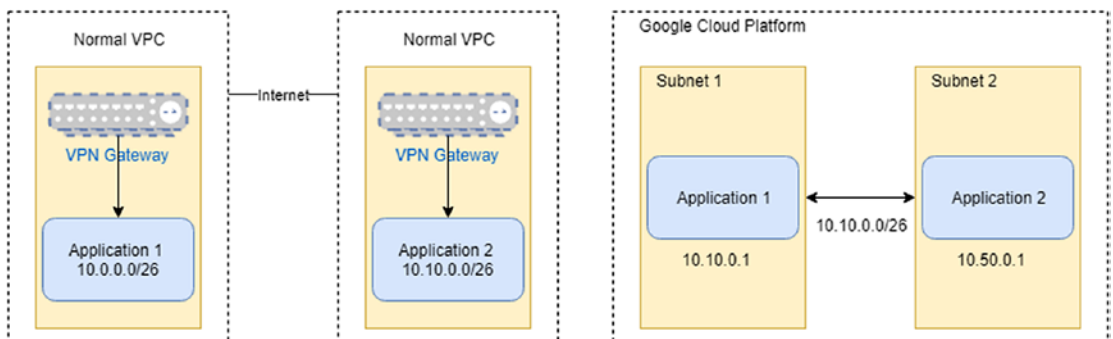 Normal VPC
VPN Gateway
Application 1
10.0.0.0/26
Internet
Normal VPC
VPN Gateway
Application 2
10.10.0.0/26
Google Cloud Platform
Subnet 1
Application 1
10.10.0.1
10.10.0.0/26
Subnet 2
Application 2
10.50.0.1